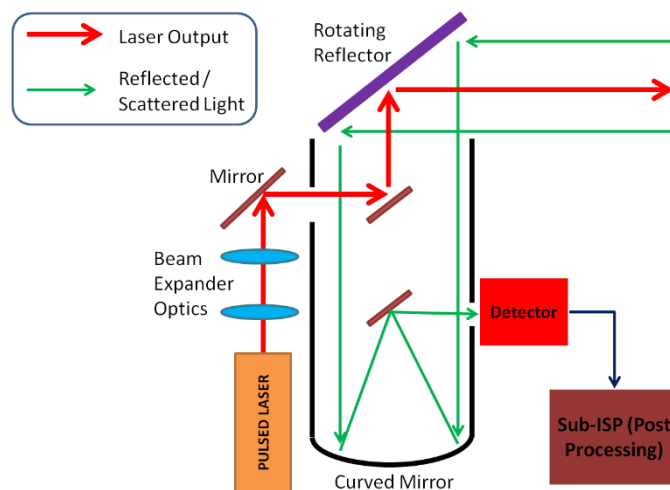 Laser Output
Reflected /
Scattered Light
Rotating
Reflector
Mirror
Beam
Expander
Optics
PULSED LASER
Detector
Sub-ISP (Post
Processing)
Curved Mirror